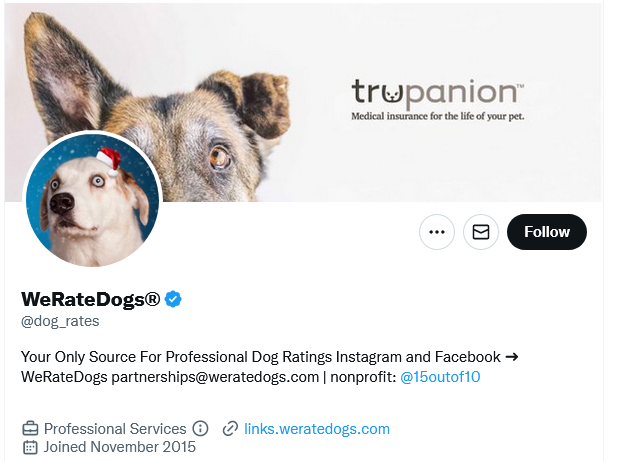 trupanion™
Medical insurance for the life of your pet.
Follow
WeRateDogs®
@dog_rates
Your Only Source For Professional Dog Ratings Instagram and Facebook ➜
WeRateDogs partnerships@weratedogs.com | nonprofit: @15outof10
Professional Services links.weratedogs.com
Joined November 2015